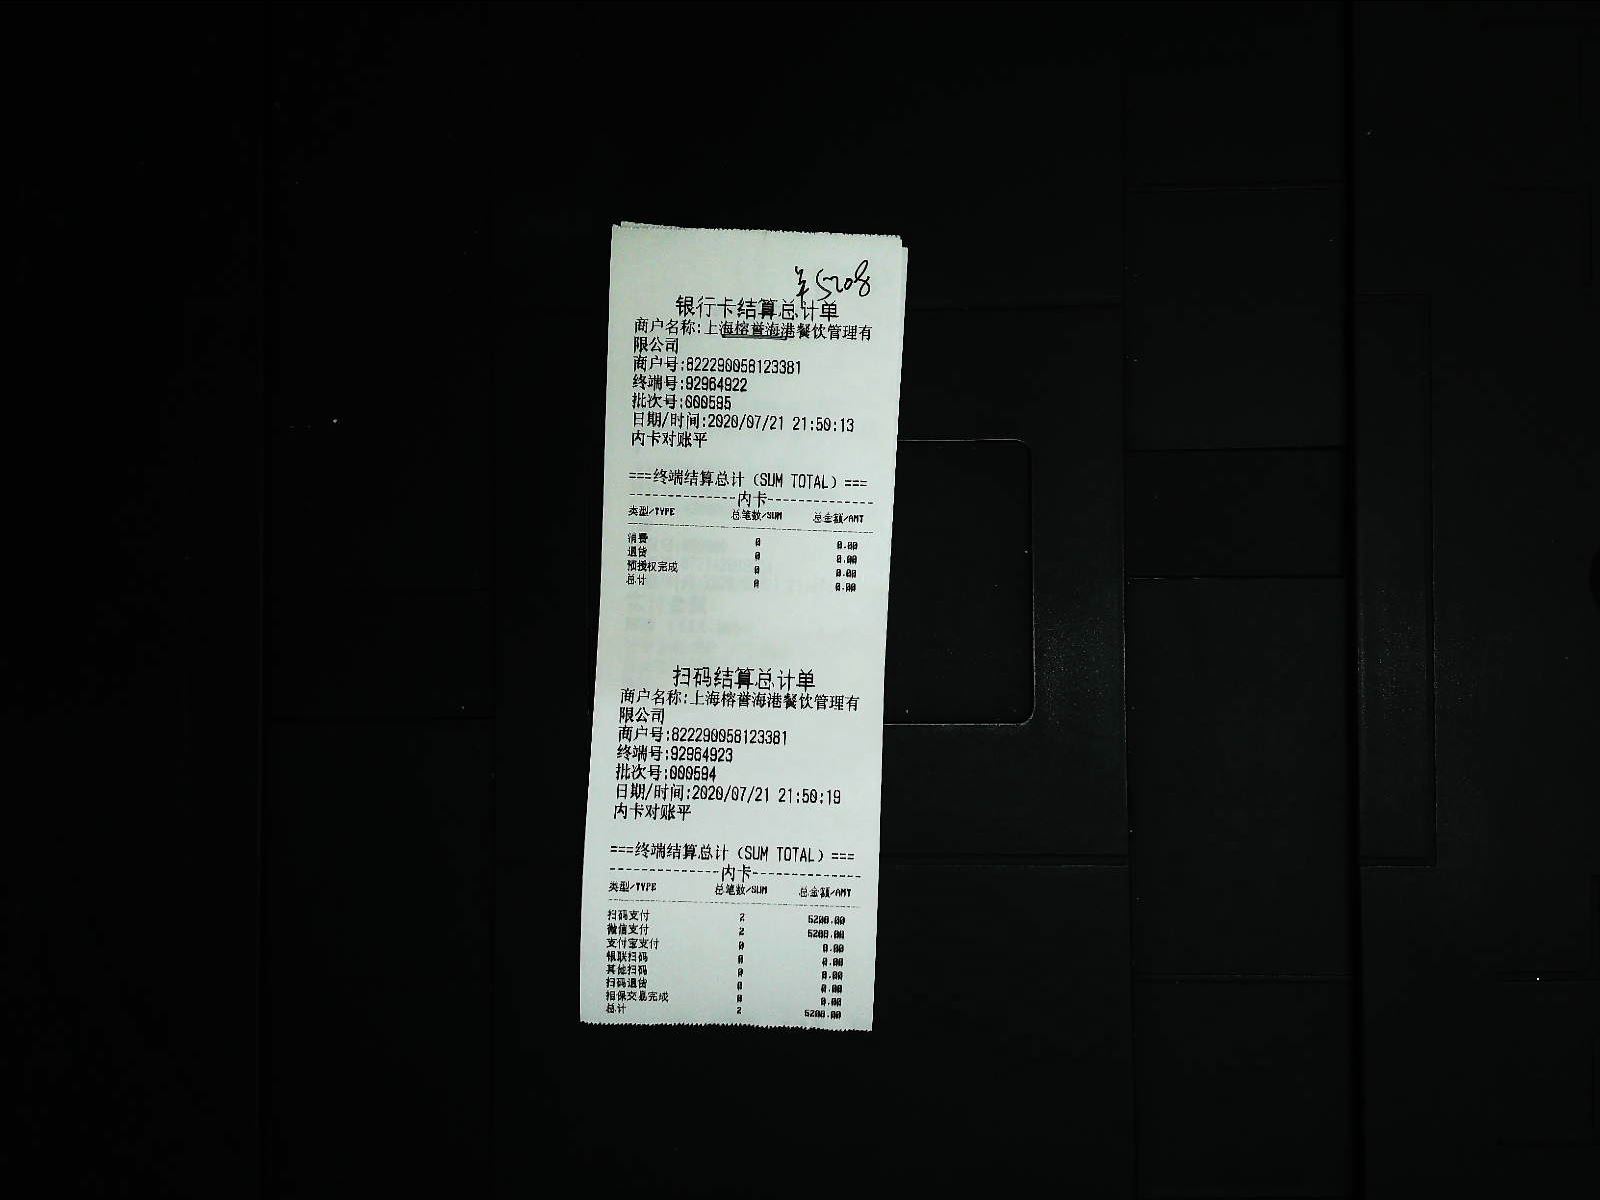 ¥5208
银行卡结算总计单
商户名称:上海榕誉海港餐饮管理有
限公司
商户号:822290058123381
终端号:92964922
批次号:000595
日期/时间:2020/07/21 21:50:13
内卡对账平
===终端结算总计（SUM TOTAL）===
---------------内卡---------------
类型/TYPE 总笔数/SUM 总金额/AMT
消费 0 0.00
退货 0 0.00
预授权完成 0 0.00
总计 0 0.00
扫码结算总计单
商户名称:上海榕誉海港餐饮管理有
限公司
商户号:822290058123381
终端号:92964923
批次号:000594
日期/时间:2020/07/21 21:50:19
内卡对账平
===终端结算总计（SUM TOTAL）===
---------------内卡---------------
类型/TYPE 总笔数/SUM 总金额/AMT
扫码支付 2 5208.00
微信支付 2 5208.00
支付宝支付 0 0.00
银联扫码 0 0.00
其他扫码 0 0.00
扫码退货 0 0.00
担保交易完成 0 0.00
总计 2 5208.00